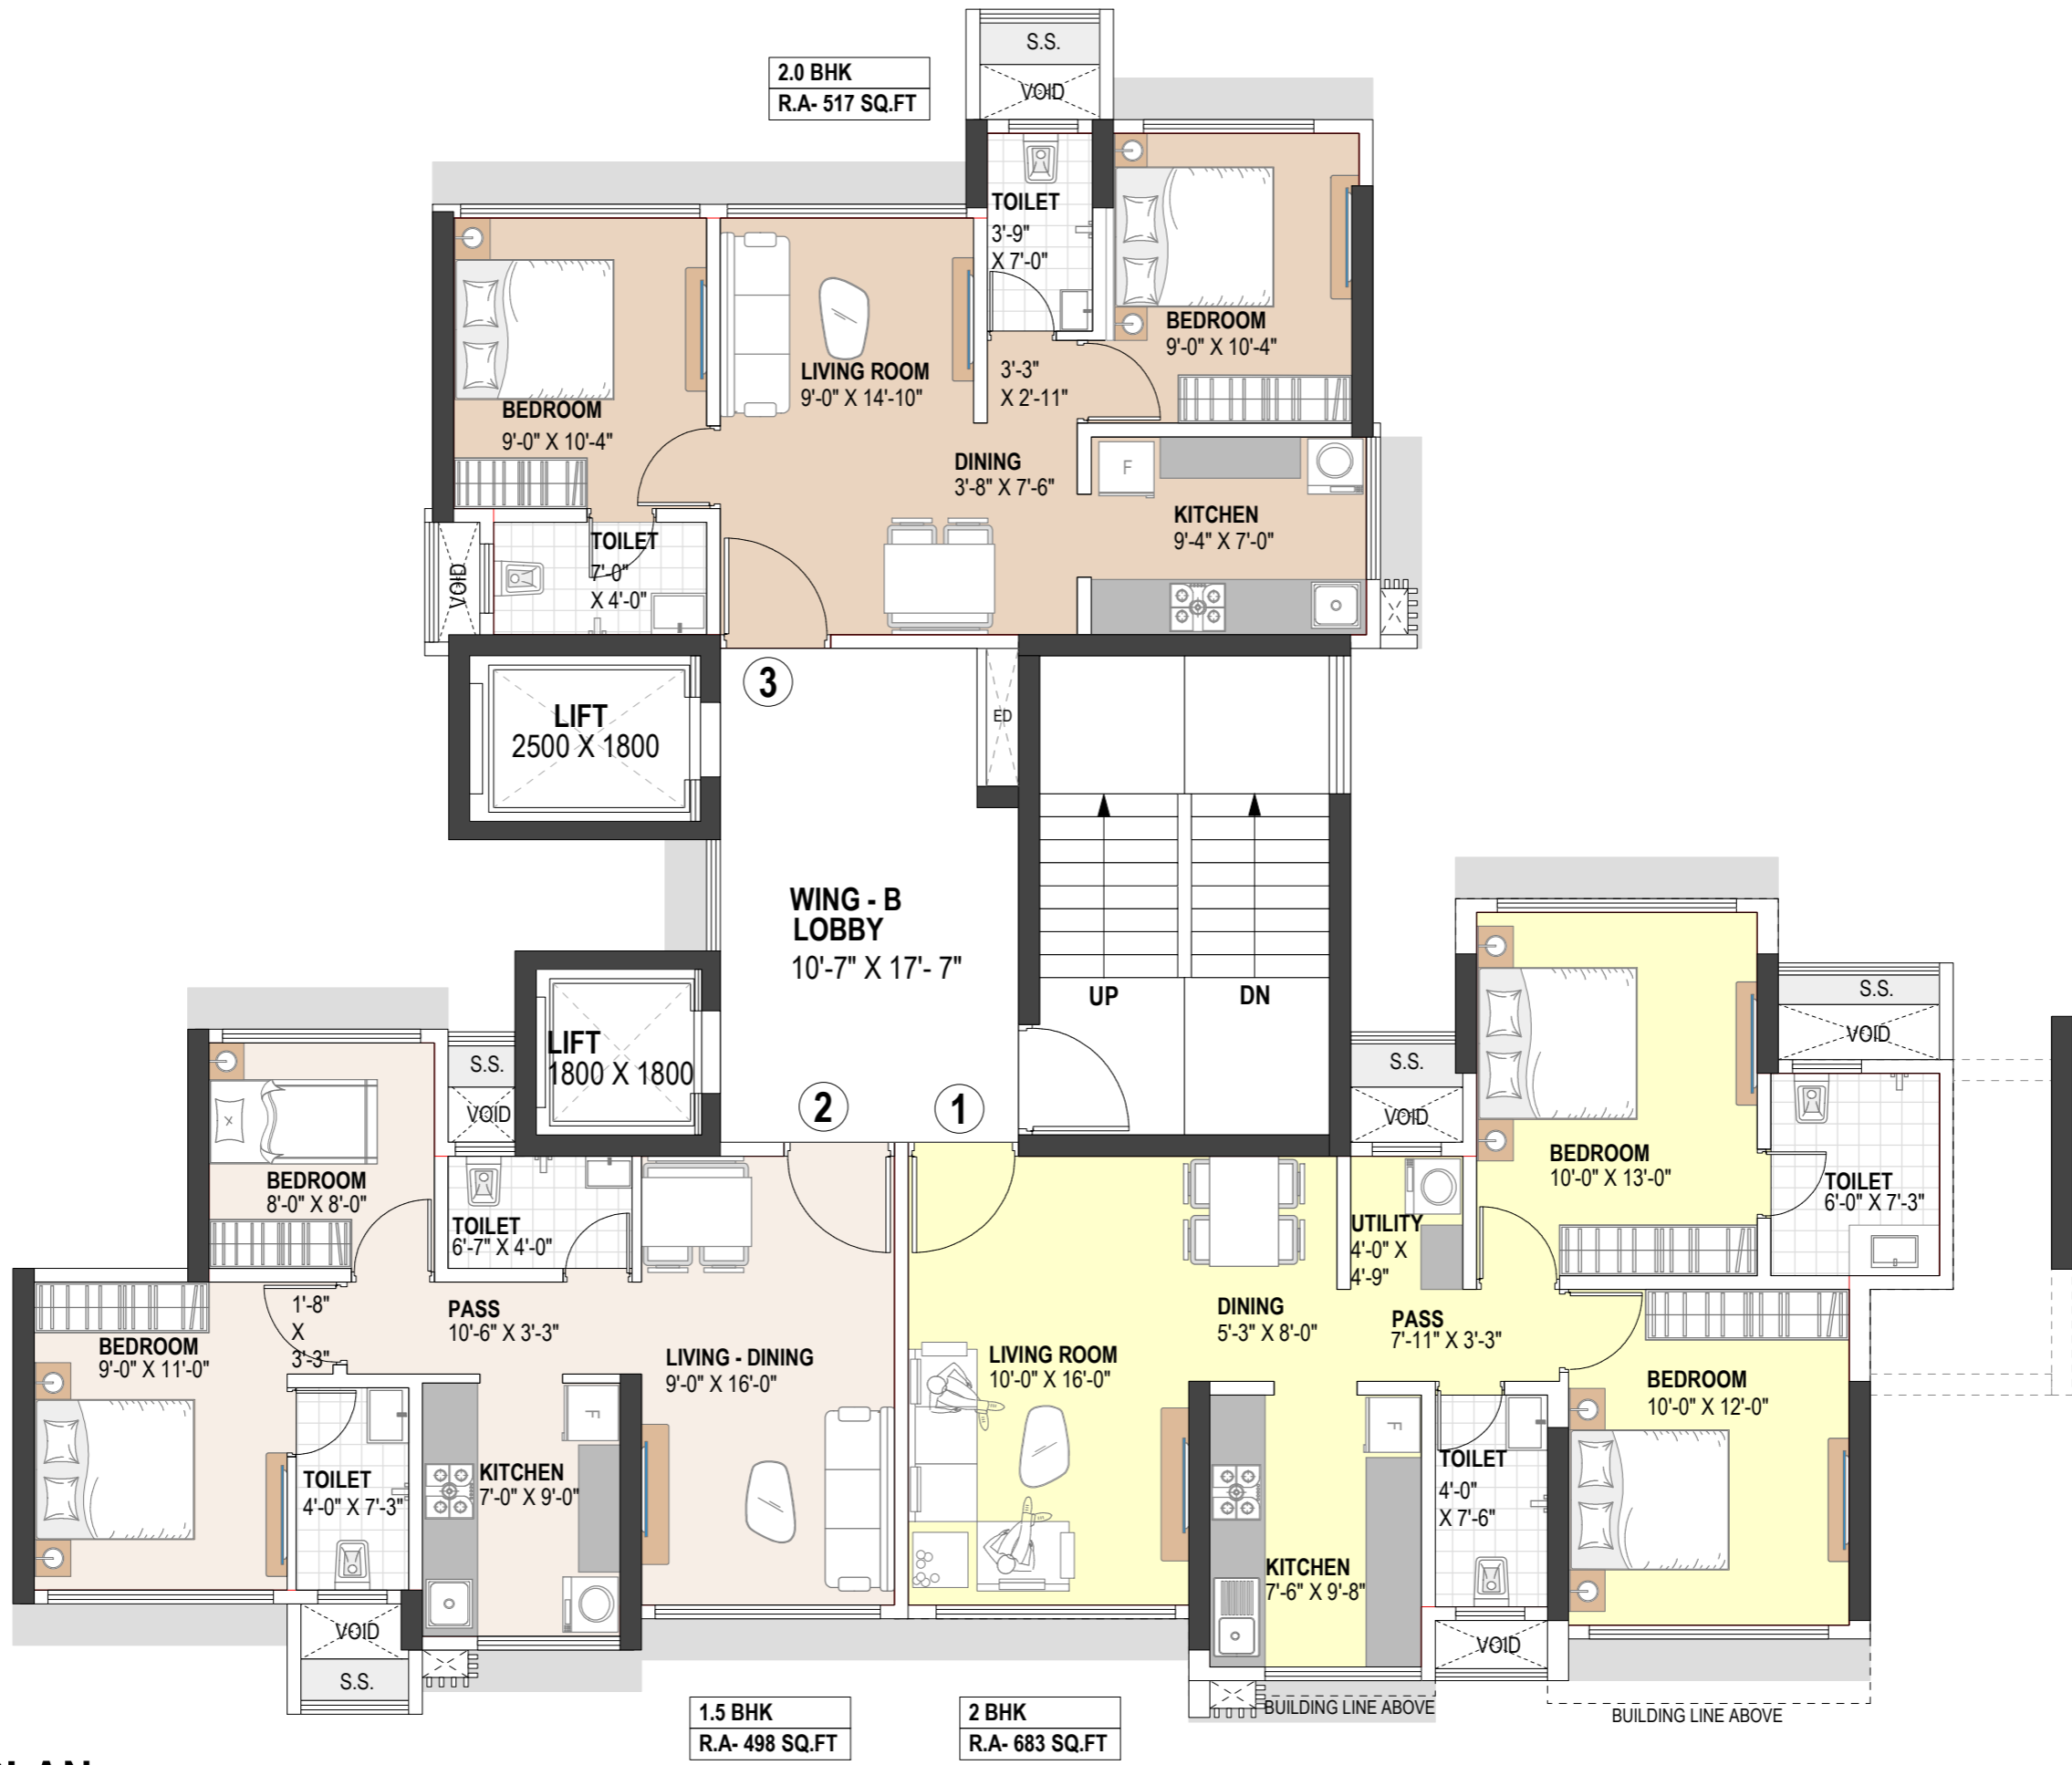 S.S.
VOID
2.0 BHK
R.A- 517 SQ.FT
TOILET
3'-9"
X 7'-0"
BEDROOM
9'-0" X 10'-4"
LIVING ROOM
9'-0" X 14'-10"
3'-3"
X 2'-11"
BEDROOM
9'-0" X 10'-4"
DINING
3'-8" X 7'-6"
F
KITCHEN
9'-4" X 7'-0"
TOILET
7'-0"
X 4'-0"
VOID
3
ED
LIFT
2500 X 1800
WING - B
LOBBY
10'-7" X 17'- 7"
UP
DN
LIFT
1800 X 1800
2
1
S.S.
VOID
S.S.
VOID
S.S.
VOID
BEDROOM
8'-0" X 8'-0"
TOILET
6'-7" X 4'-0"
UTILITY
4'-0" X
4'-9"
BEDROOM
10'-0" X 13'-0"
TOILET
6'-0" X 7'-3"
1'-8"
X
3'-3"
PASS
10'-6" X 3'-3"
BEDROOM
9'-0" X 11'-0"
LIVING - DINING
9'-0" X 16'-0"
LIVING ROOM
10'-0" X 16'-0"
DINING
5'-3" X 8'-0"
PASS
7'-11" X 3'-3"
BEDROOM
10'-0" X 12'-0"
F
F
TOILET
4'-0" X 7'-3"
KITCHEN
7'-0" X 9'-0"
TOILET
4'-0"
X 7'-6"
KITCHEN
7'-6" X 9'-8"
VOID
S.S.
VOID
BUILDING LINE ABOVE
BUILDING LINE ABOVE
1.5 BHK
R.A- 498 SQ.FT
2 BHK
R.A- 683 SQ.FT